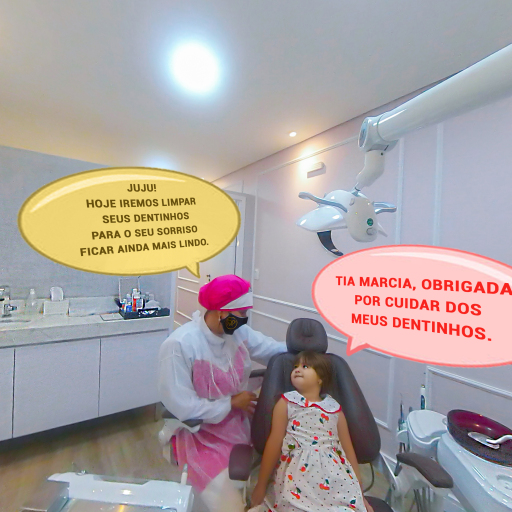 JUJU!
HOJE IREMOS LIMPAR
SEUS DENTINHOS
PARA O SEU SORRISO
FICAR AINDA MAIS LINDO.
TIA MARCIA, OBRIGADA
POR CUIDAR DOS
MEUS DENTINHOS.